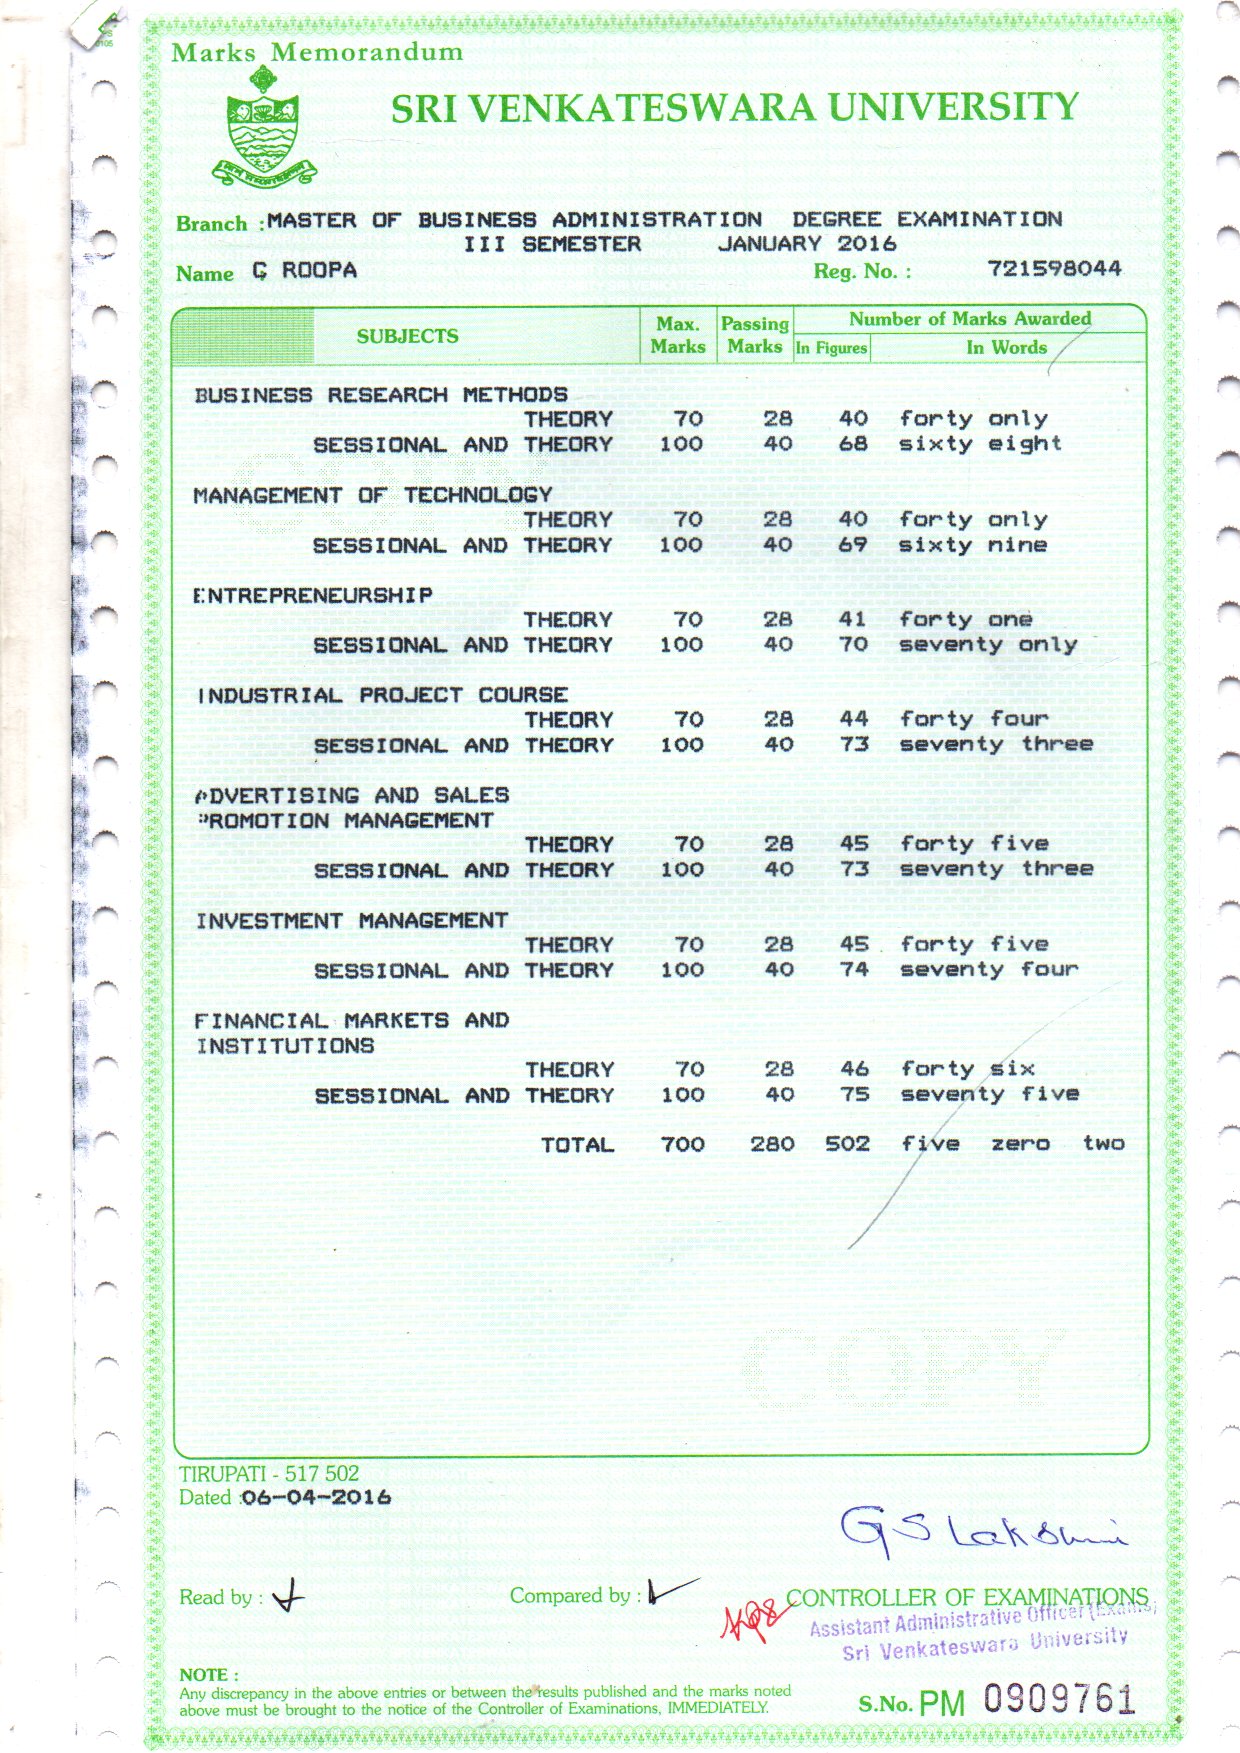 Marks Memorandum
SRI VENKATESWARA UNIVERSITY
Branch : MASTER OF BUSINESS ADMINISTRATION DEGREE EXAMINATION
III SEMESTER JANUARY 2016
Name C ROOPA Reg. No. : 721598044
SUBJECTS Max. Marks Passing Marks Number of Marks Awarded
In Figures In Words
BUSINESS RESEARCH METHODS
THEORY 70 28 40 forty only
SESSIONAL AND THEORY 100 40 68 sixty eight
MANAGEMENT OF TECHNOLOGY
THEORY 70 28 40 forty only
SESSIONAL AND THEORY 100 40 69 sixty nine
ENTREPRENEURSHIP
THEORY 70 28 41 forty one
SESSIONAL AND THEORY 100 40 70 seventy only
INDUSTRIAL PROJECT COURSE
THEORY 70 28 44 forty four
SESSIONAL AND THEORY 100 40 73 seventy three
ADVERTISING AND SALES
PROMOTION MANAGEMENT
THEORY 70 28 45 forty five
SESSIONAL AND THEORY 100 40 73 seventy three
INVESTMENT MANAGEMENT
THEORY 70 28 45 forty five
SESSIONAL AND THEORY 100 40 74 seventy four
FINANCIAL MARKETS AND
INSTITUTIONS
THEORY 70 28 46 forty six
SESSIONAL AND THEORY 100 40 75 seventy five
TOTAL 700 280 502 five zero two
COPY
TIRUPATI - 517 502
Dated : 06-04-2016
G S Lakshmi
Read by : Compared by : CONTROLLER OF EXAMINATIONS
Assistant Administrative Officer (Exams)
Sri Venkateswara University
NOTE :
Any discrepancy in the above entries or between the results published and the marks noted
above must be brought to the notice of the Controller of Examinations, IMMEDIATELY.
S.No. PM 0909761